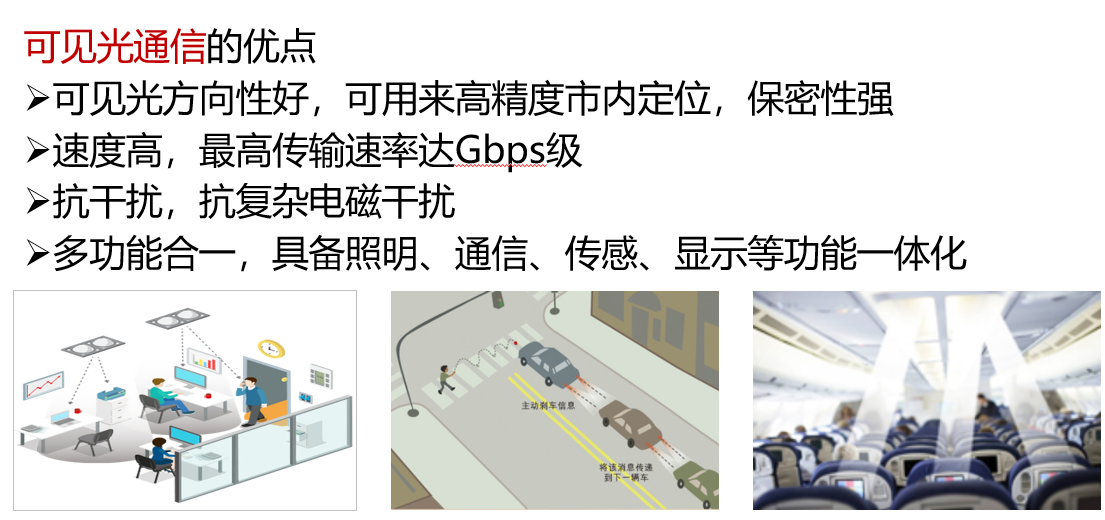 可见光通信的优点
➢可见光方向性好，可用来高精度市内定位，保密性强
➢速度高，最高传输速率达Gbps级
➢抗干扰，抗复杂电磁干扰
➢多功能合一，具备照明、通信、传感、显示等功能一体化
主动刹车信息
将该消息传递
到下一辆车